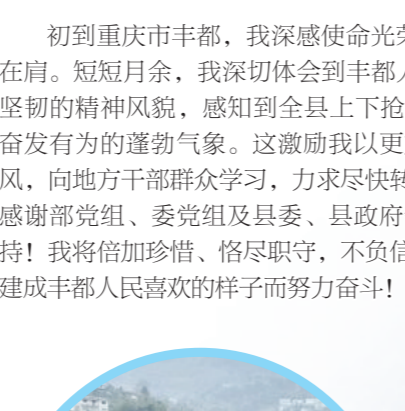 初到重庆市丰都，我深感使命光荣
在肩。短短月余，我深切体会到丰都人
坚韧的精神风貌，感知到全县上下抢
奋发有为的蓬勃气象。这激励我以更
风，向地方干部群众学习，力求尽快转
感谢部党组、委党组及县委、县政府
持！我将倍加珍惜、恪尽职守，不负信
建成丰都人民喜欢的样子而努力奋斗！